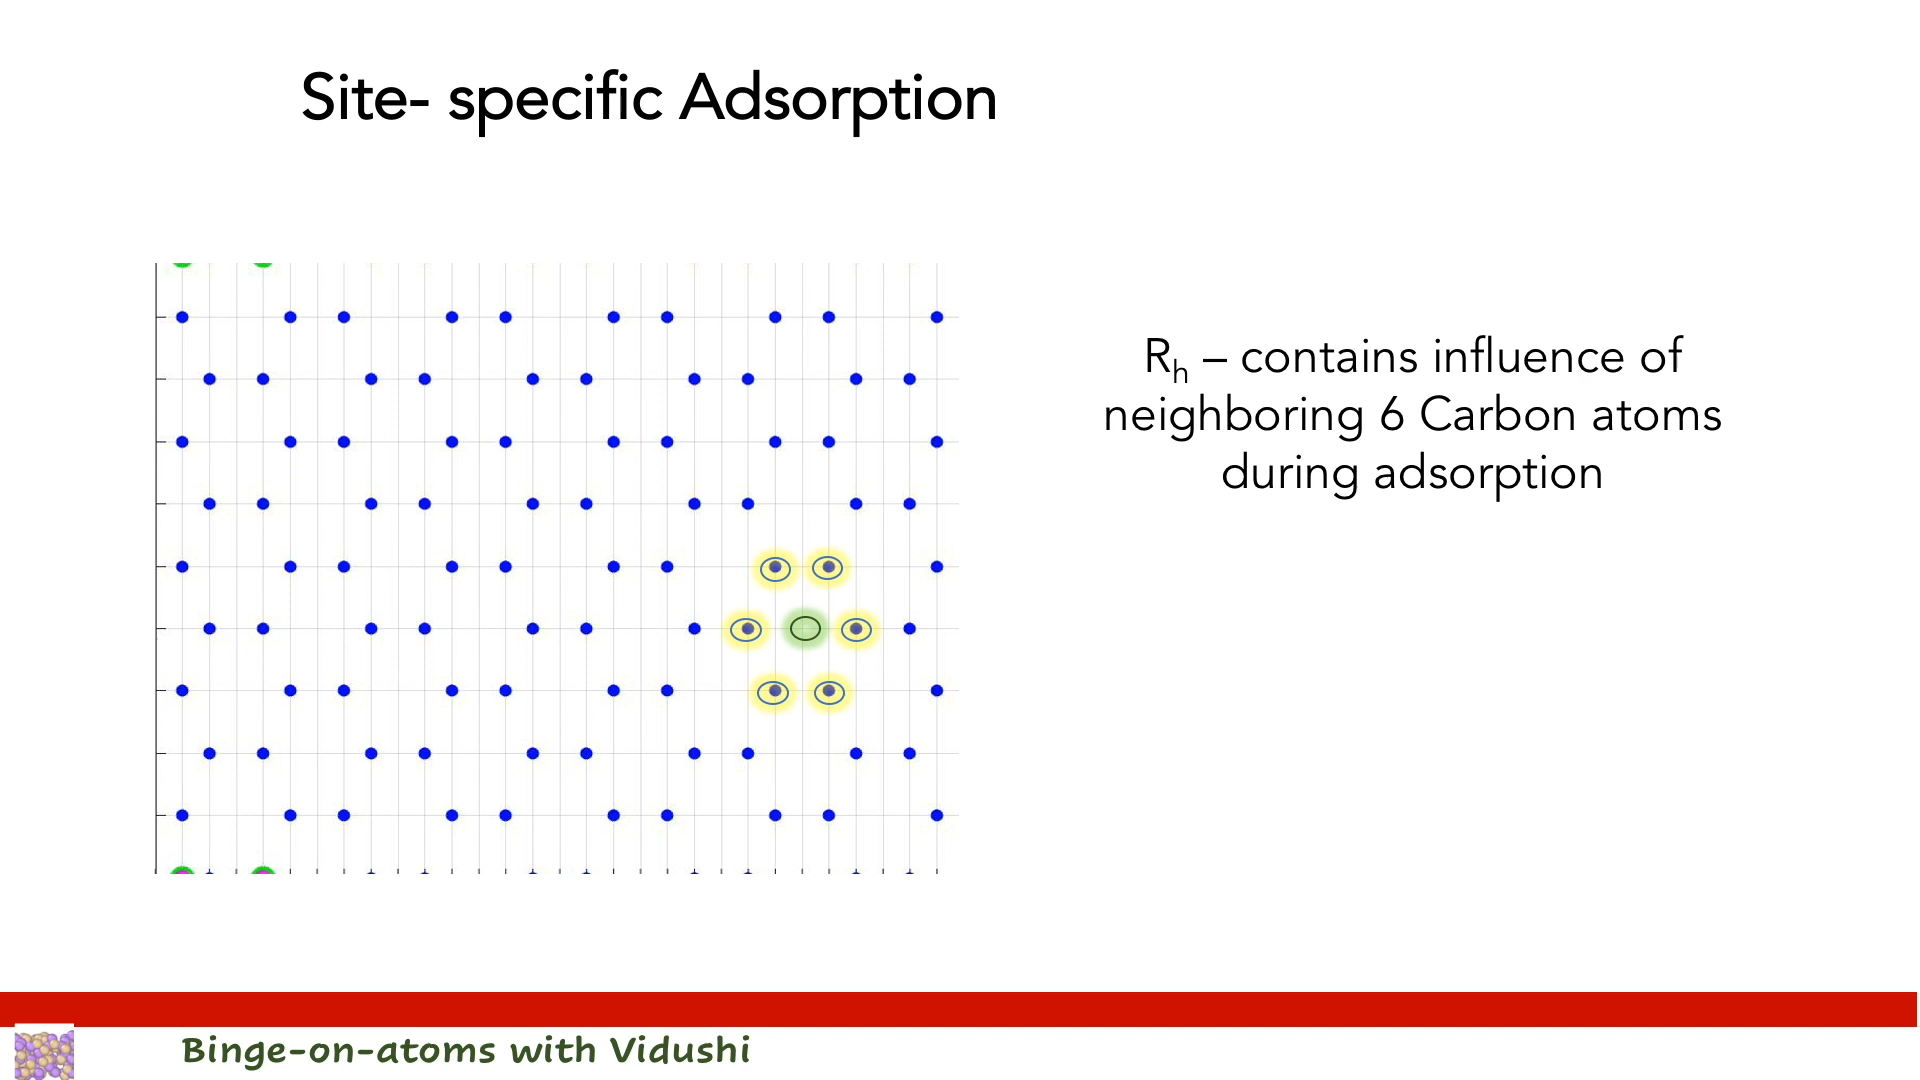 Site- specific Adsorption
Rₕ – contains influence of
neighboring 6 Carbon atoms
during adsorption
Binge-on-atoms with Vidushi